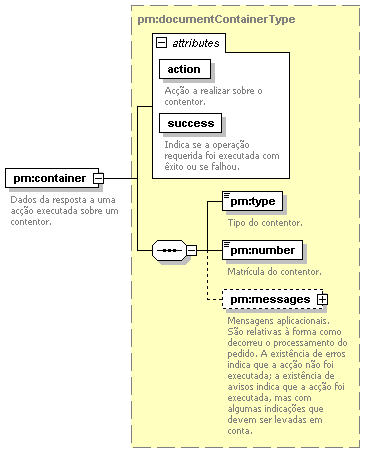 pm:documentContainerType
attributes
action
Acção a realizar sobre o
contentor.
success
Indica se a operação
requerida foi executada com
êxito ou se falhou.
pm:container
Dados da resposta a uma
acção executada sobre um
contentor.
pm:type
Tipo do contentor.
pm:number
Matrícula do contentor.
pm:messages
Mensagens aplicacionais.
São relativas à forma como
decorreu o processamento do
pedido. A existência de erros
indica que a acção não foi
executada; a existência de
avisos indica que a acção foi
executada, mas com
algumas indicações que
devem ser levadas em
conta.